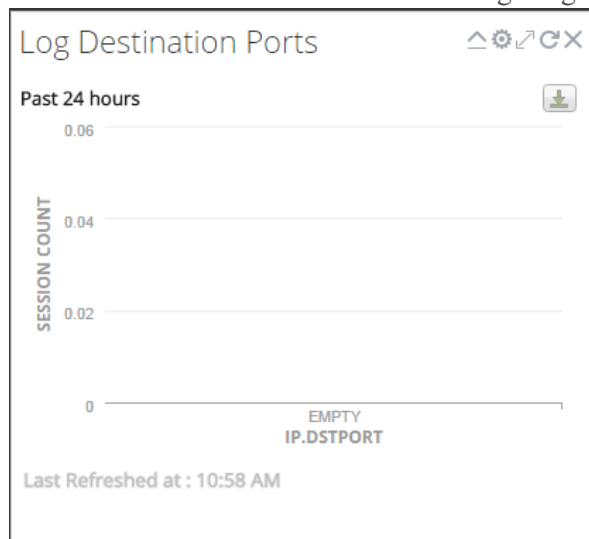 Log Destination Ports
Past 24 hours
0.06
0.04
0.02
0
SESSION COUNT
EMPTY
IP.DSTPORT
Last Refreshed at : 10:58 AM